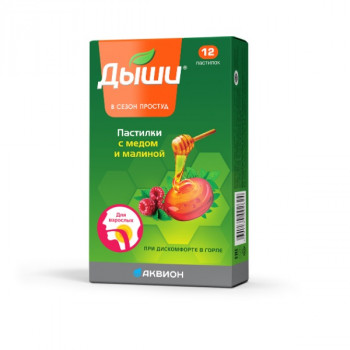 12
пастилок
Дыши®
В СЕЗОН ПРОСТУД
Пастилки
с медом
и малиной
Для
взрослых
ПРИ ДИСКОМФОРТЕ В ГОРЛЕ
АКВИОН